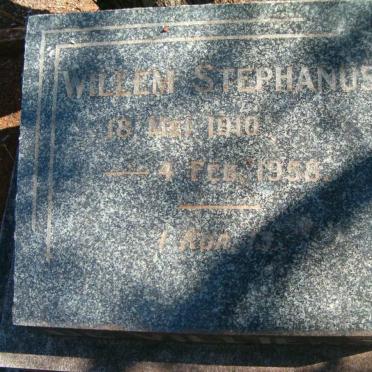 WILLEM STEPHANUS
18 MEI 1910
— 4 FEB. 1958.